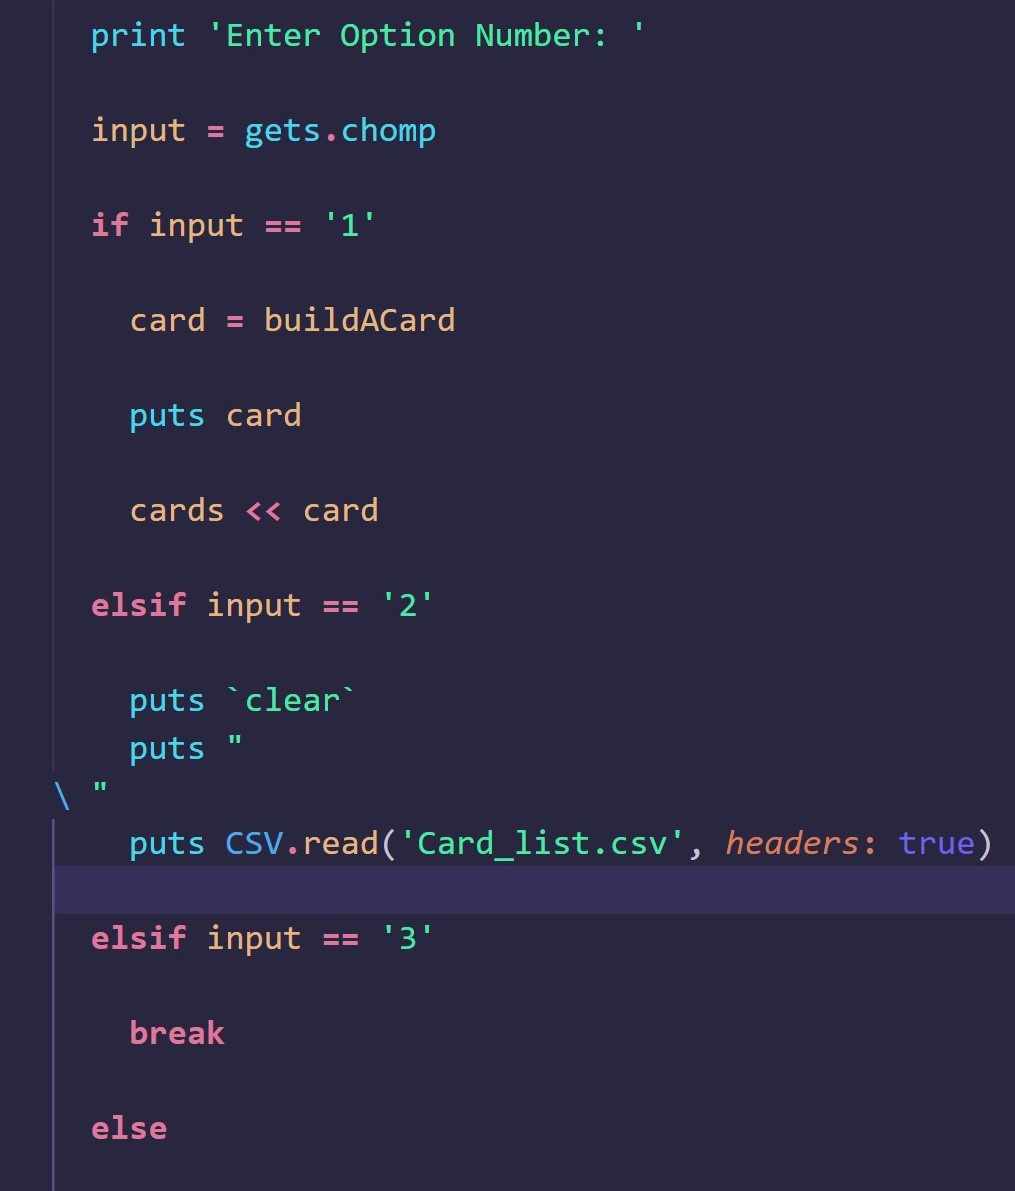 print 'Enter Option Number: '
input = gets.chomp
if input == '1'
card = buildACard
puts card
cards << card
elsif input == '2'
puts `clear`
puts "
\ "
puts CSV.read('Card_list.csv', headers: true)
elsif input == '3'
break
else